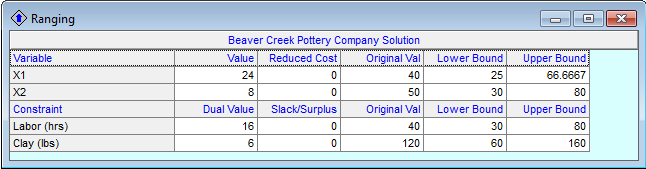 Ranging
Beaver Creek Pottery Company Solution
Variable Value Reduced Cost Original Val Lower Bound Upper Bound
X1 24 0 40 25 66.6667
X2 8 0 50 30 80
Constraint Dual Value Slack/Surplus Original Val Lower Bound Upper Bound
Labor (hrs) 16 0 40 30 80
Clay (lbs) 6 0 120 60 160